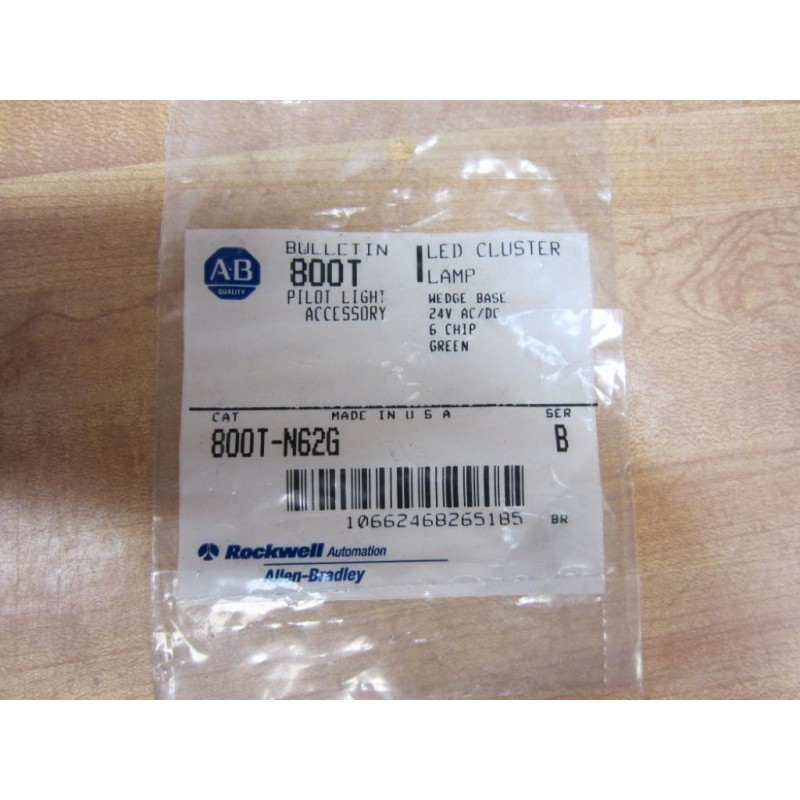 A-B
QUALITY
BULLETIN
800T
PILOT LIGHT
ACCESSORY
LED CLUSTER
LAMP
WEDGE BASE
24V AC/DC
6 CHIP
GREEN
CAT MADE IN U S A SER
800T-N62G B
10662468265185 BR
Rockwell Automation
Allen-Bradley